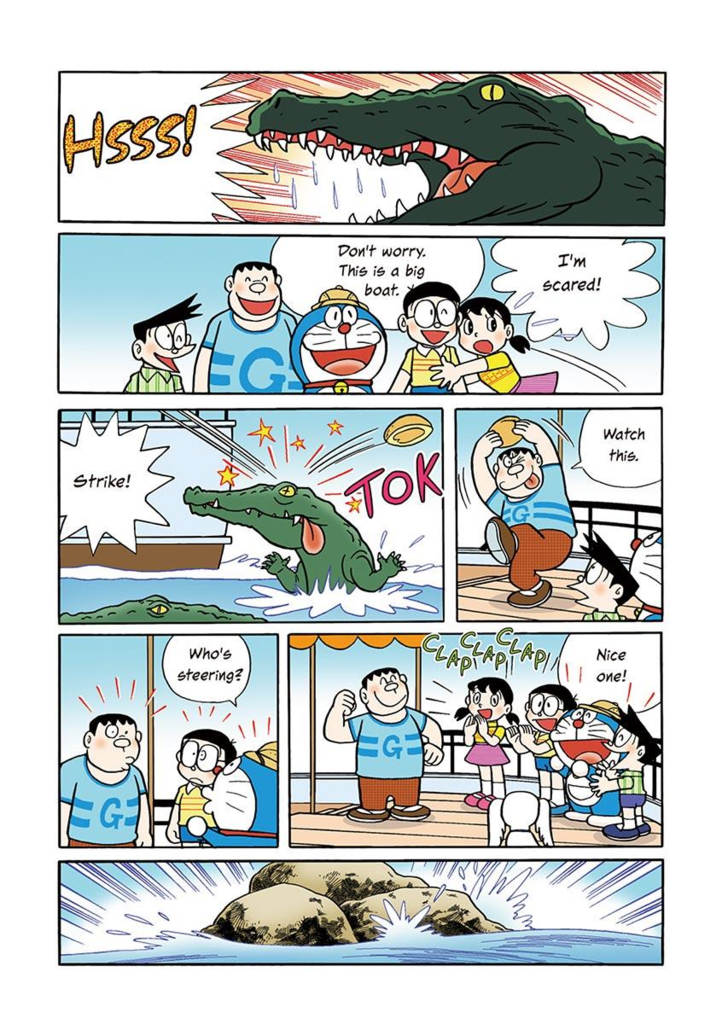 Hsss!
I'm
scared!
Don't worry.
This is a big
boat.
G
Watch
this.
G
TOK
Strike!
Nice
one!
CLAP
CLAP
CLAP
G
Who's
steering?
G